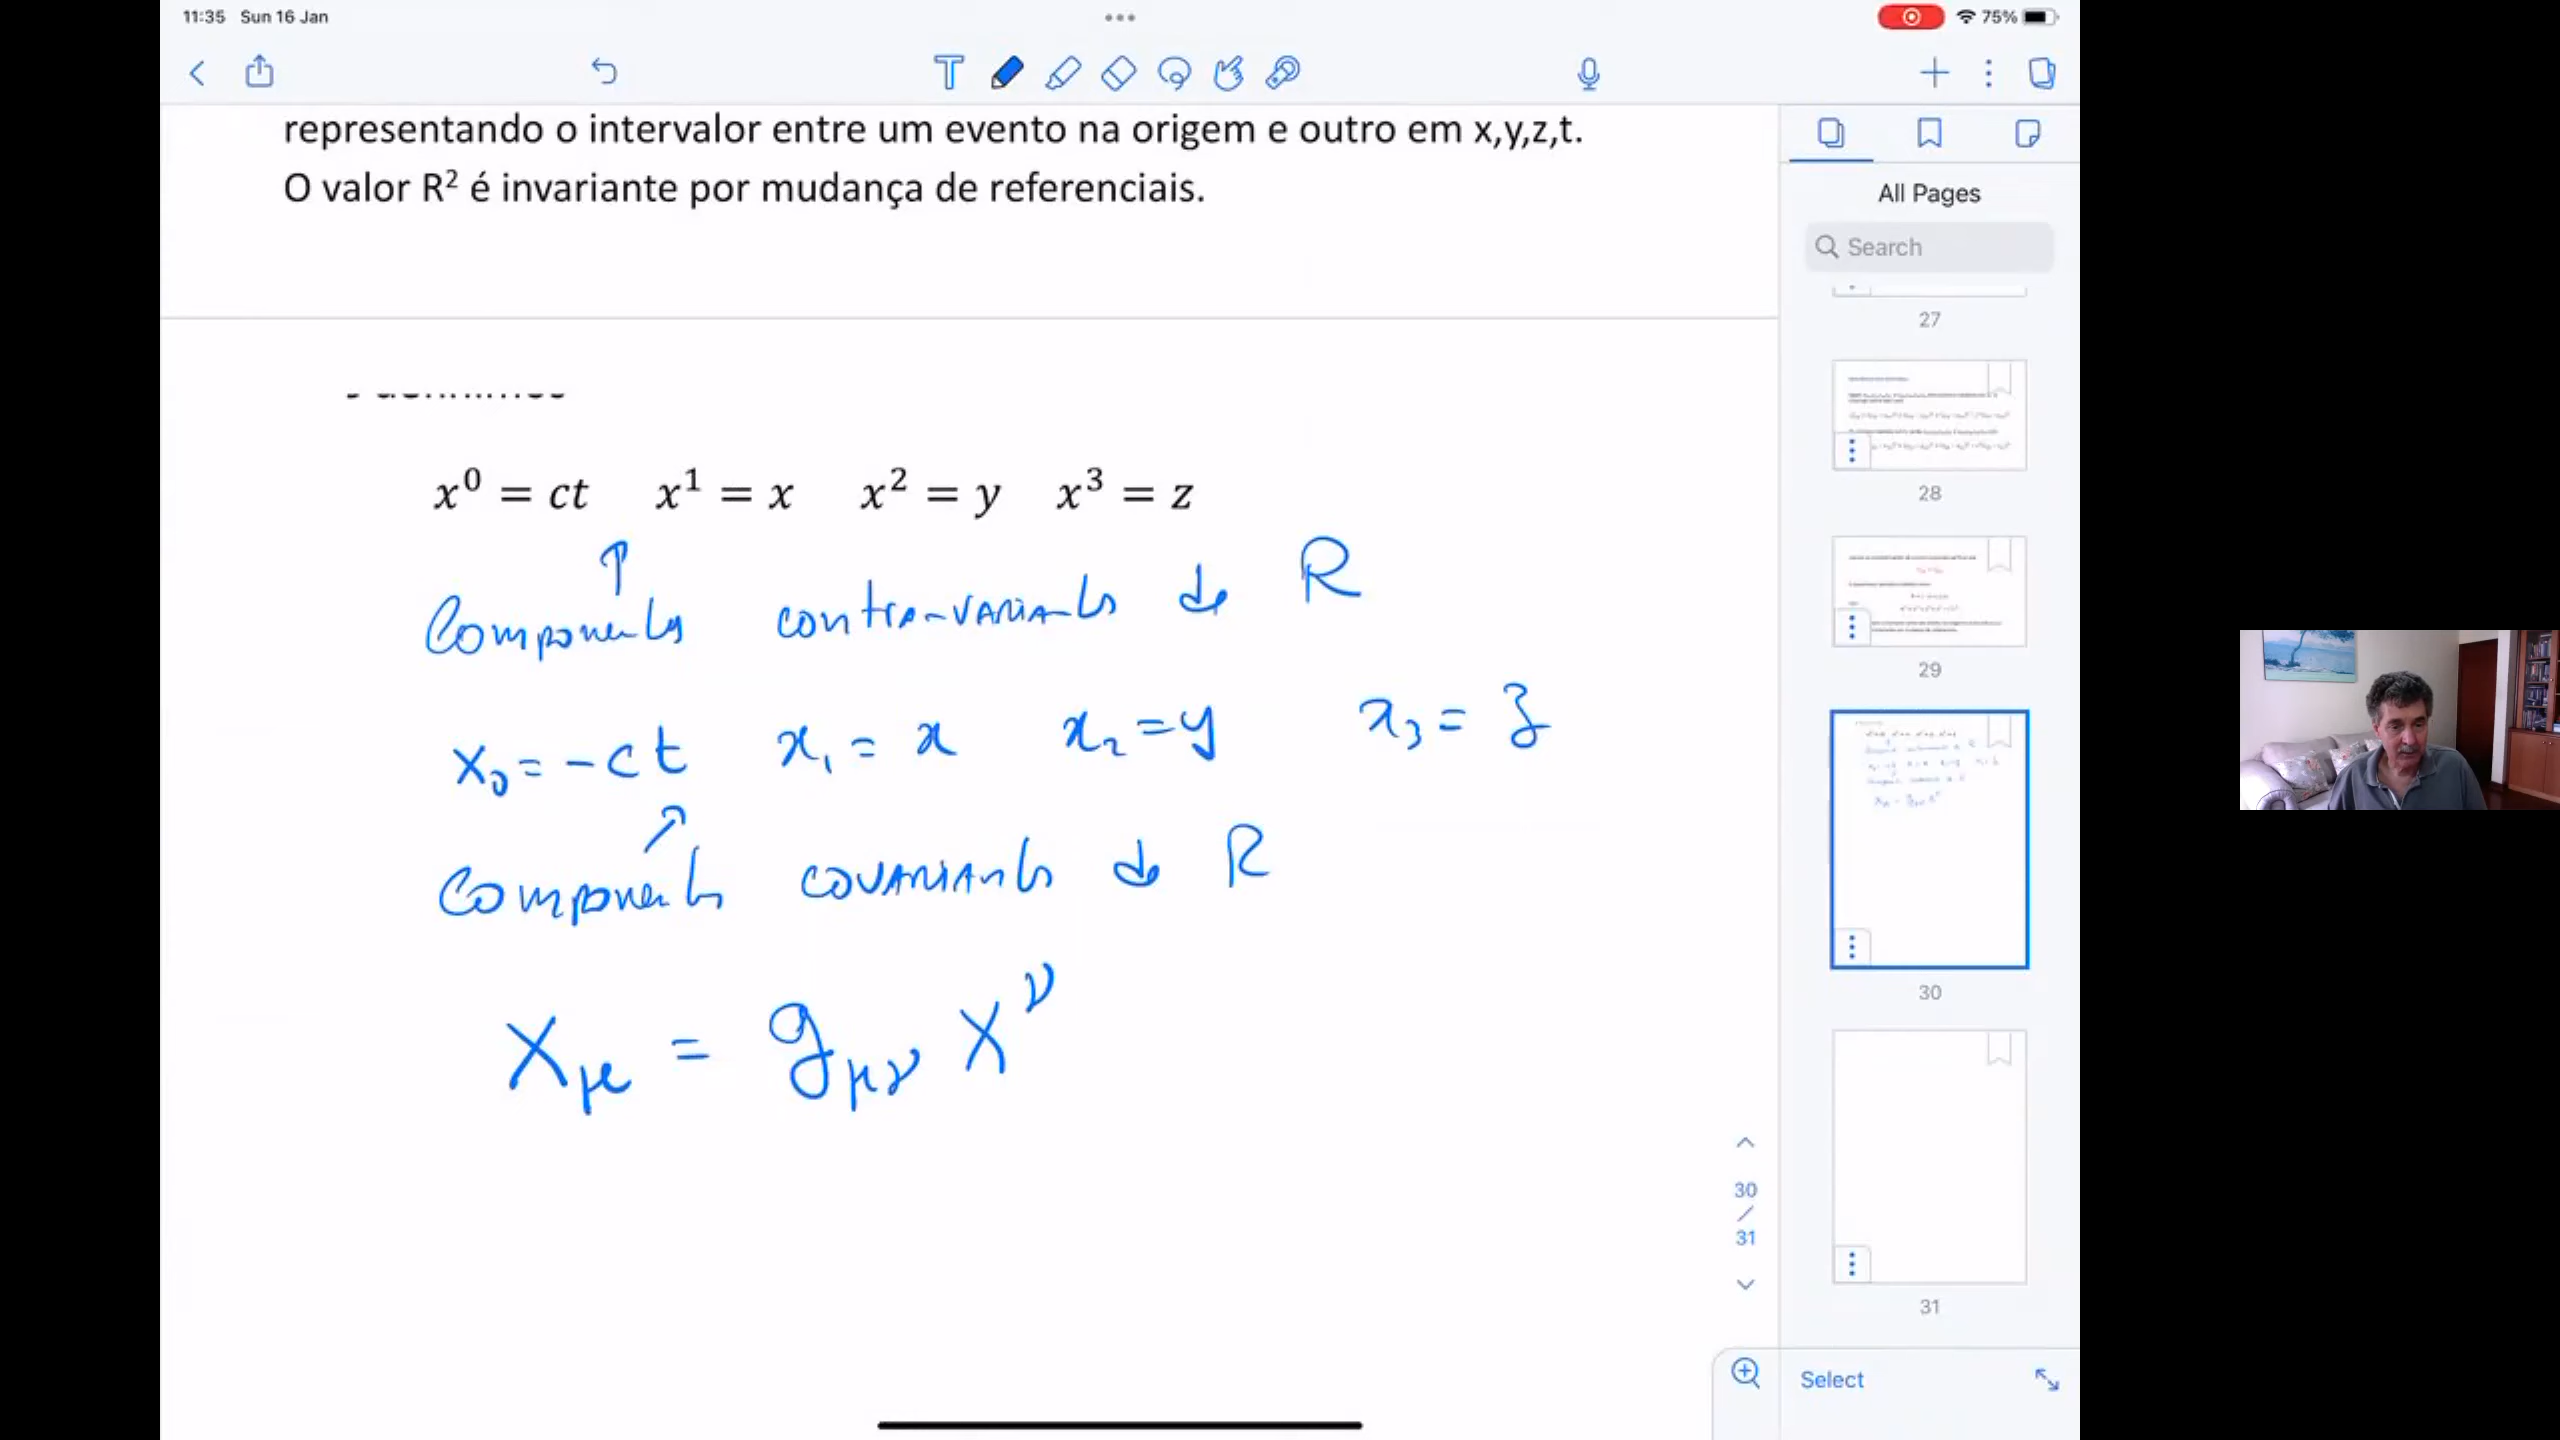 11:35 Sun 16 Jan
75%
representando o intervalor entre um evento na origem e outro em x,y,z,t.
O valor R² é invariante por mudança de referenciais.
x⁰ = ct x¹ = x x² = y x³ = z
↑
Componentes contra-variantes de R
x₀ = -ct x₁ = x x₂ = y x₃ = z
↗
Componentes covariantes de R
xμ = gμν x^ν
30
/
31
All Pages
Search
27
28
29
30
31
Select